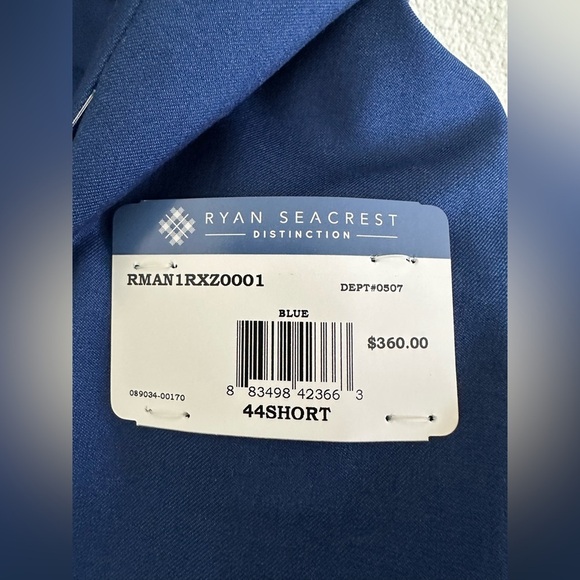 RYAN SEACREST
DISTINCTION
RMAN1RXZ0001
DEPT#0507
BLUE
$360.00
8 83498 42366 3
089034-00170
44SHORT